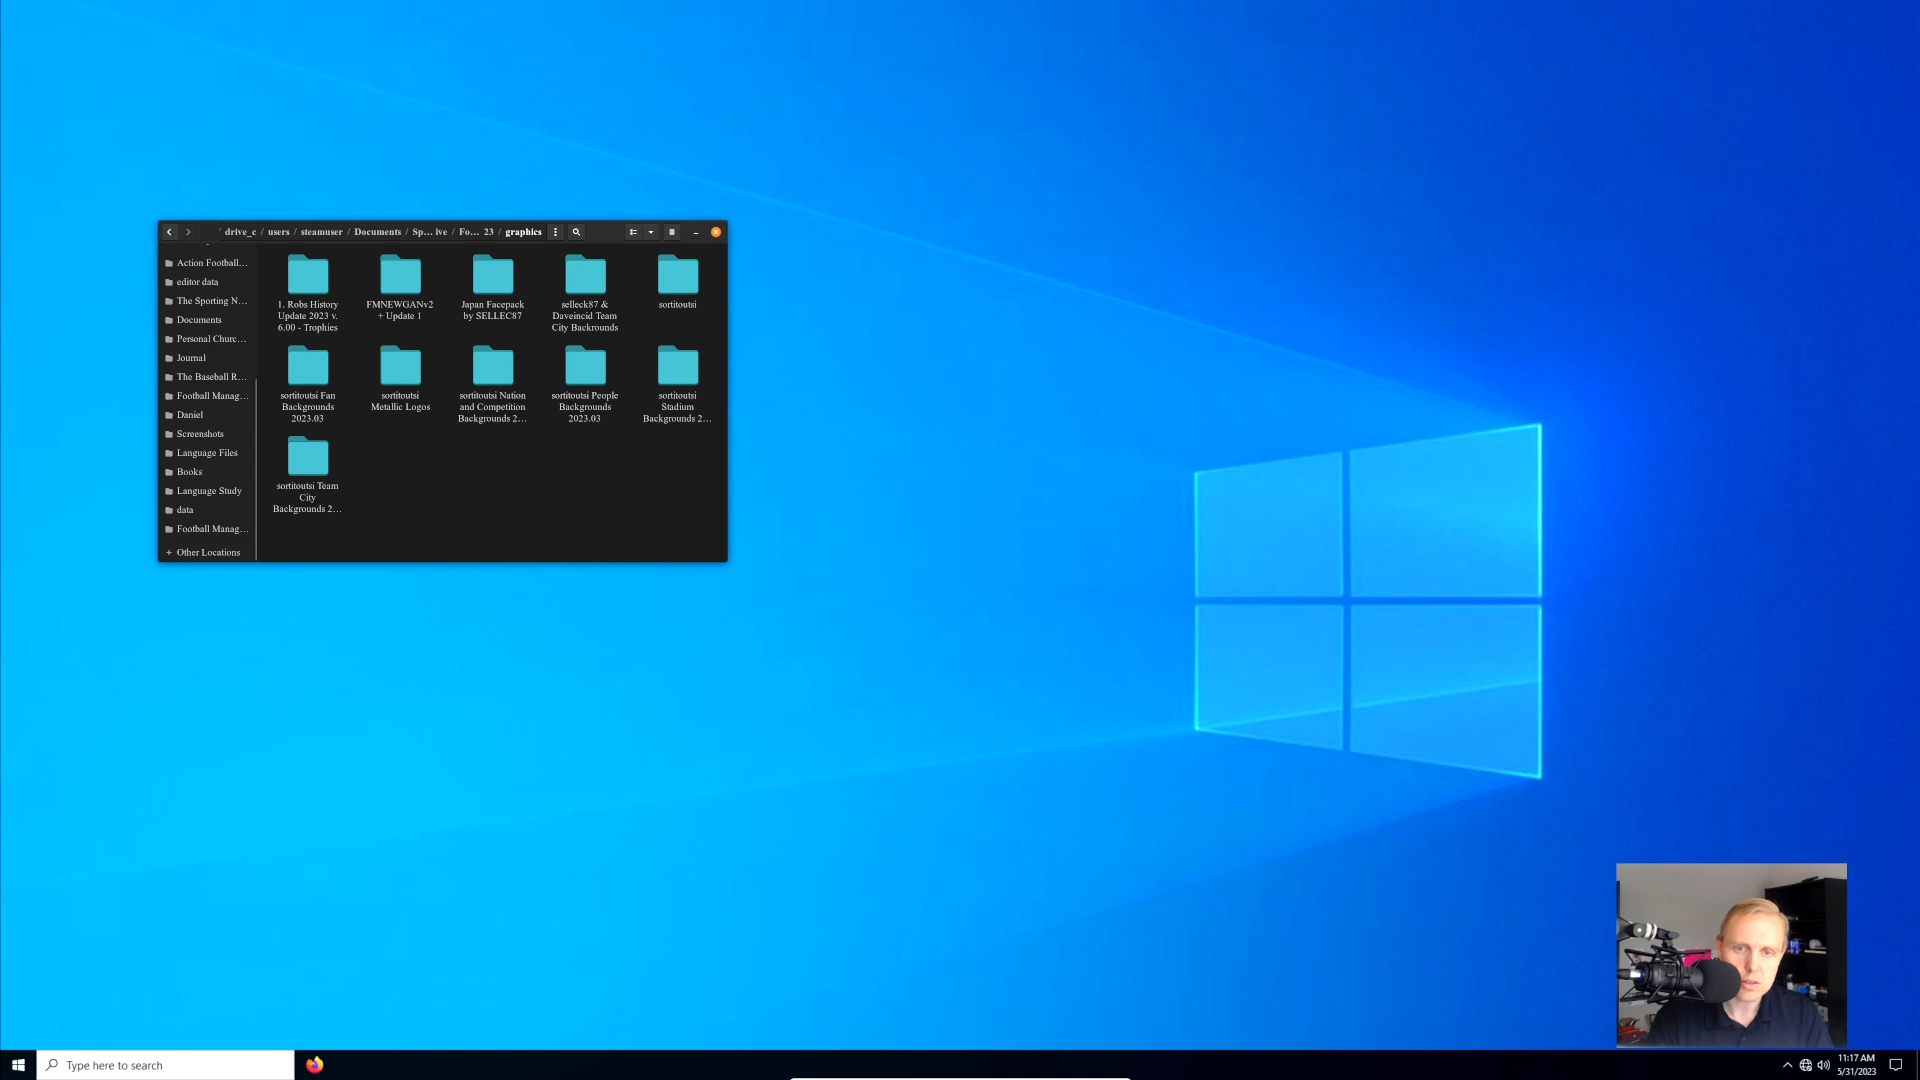 / drive_c / users / steamuser / Documents / Sp... ive / Fo... 23 / graphics
Action Football...
editor data
The Sporting N...
Documents
Personal Churc...
Journal
The Baseball R...
Football Manag...
Daniel
Screenshots
Language Files
Books
Language Study
data
Football Manag...
+ Other Locations
1. Robs History
Update 2023 v.
6.00 - Trophies
FMNEWGANv2
+ Update 1
Japan Facepack
by SELLEC87
selleck87 &
Daveincid Team
City Backrounds
sortitoutsi
sortitoutsi Fan
Backgrounds
2023.03
sortitoutsi
Metallic Logos
sortitoutsi Nation
and Competition
Backgrounds 2...
sortitoutsi People
Backgrounds
2023.03
sortitoutsi
Stadium
Backgrounds 2...
sortitoutsi Team
City
Backgrounds 2...
Type here to search
11:17 AM
5/31/2023